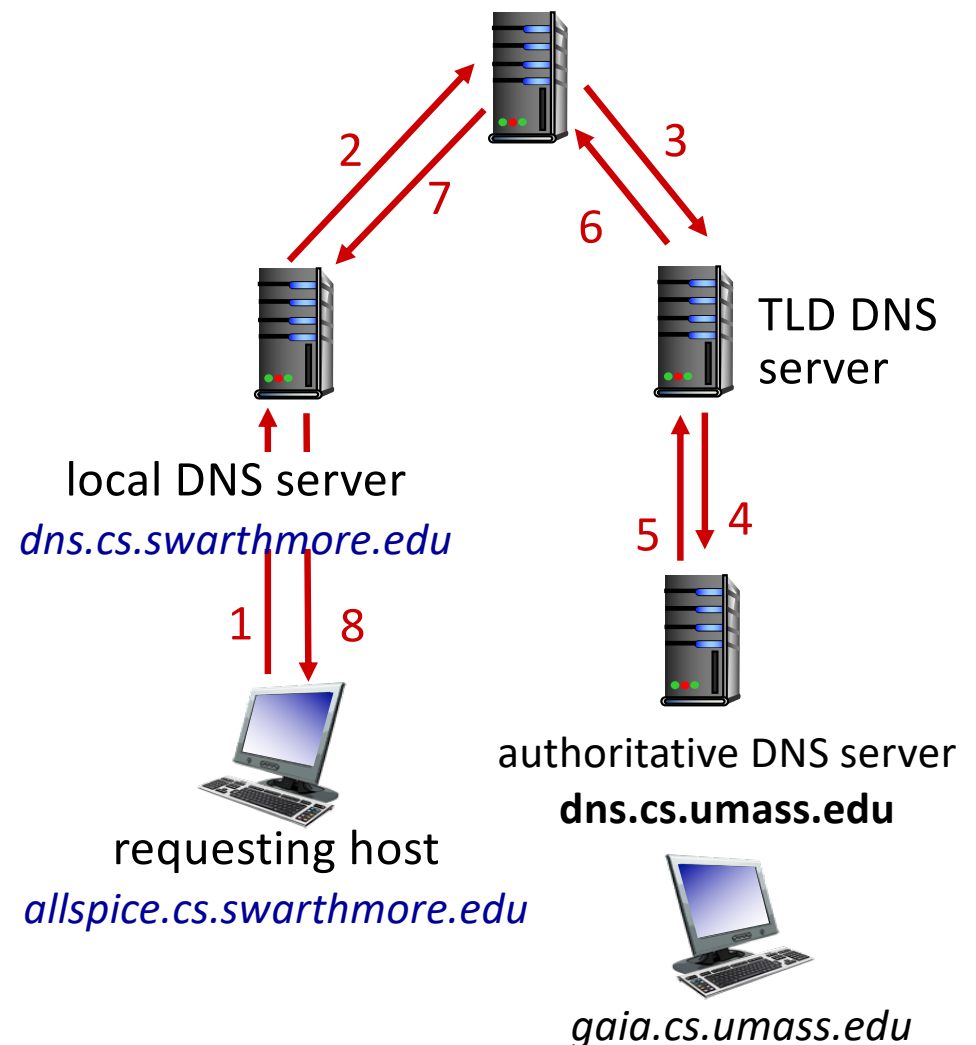 2
3
7
6
TLD DNS
server
local DNS server
dns.cs.swarthmore.edu
5
4
1
8
authoritative DNS server
dns.cs.umass.edu
requesting host
allspice.cs.swarthmore.edu
gaia.cs.umass.edu